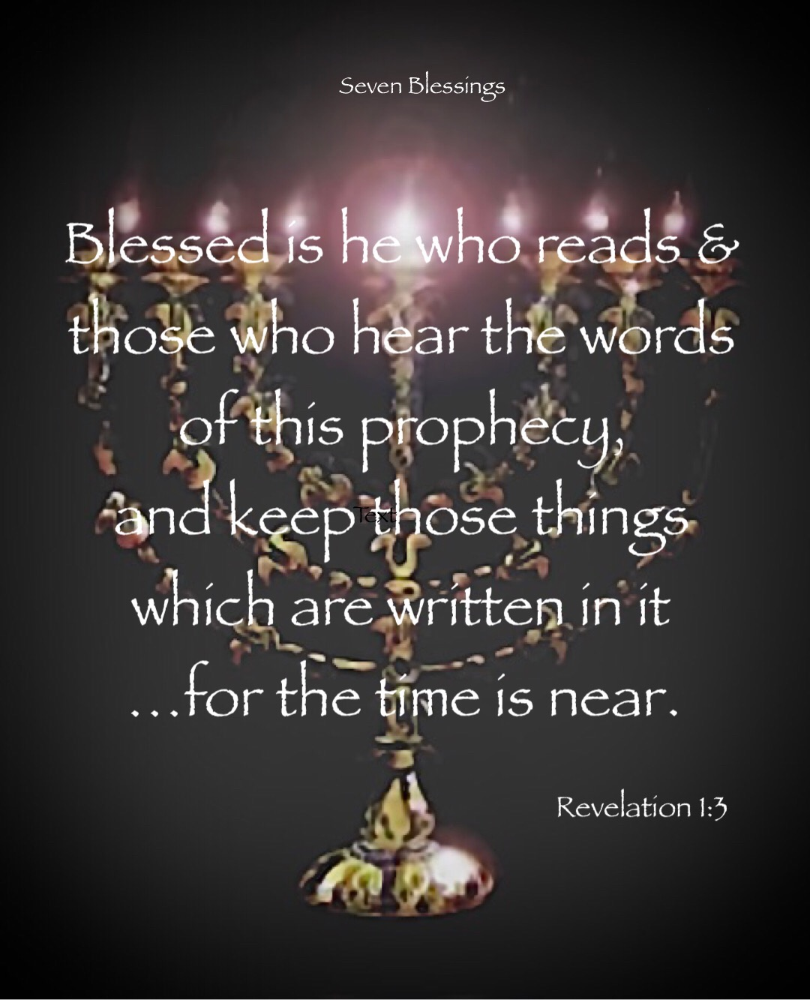 Seven Blessings
Blessed is he who reads &
those who hear the words
of this prophecy,
and keep those things
Text
which are written in it
...for the time is near.
Revelation 1:3